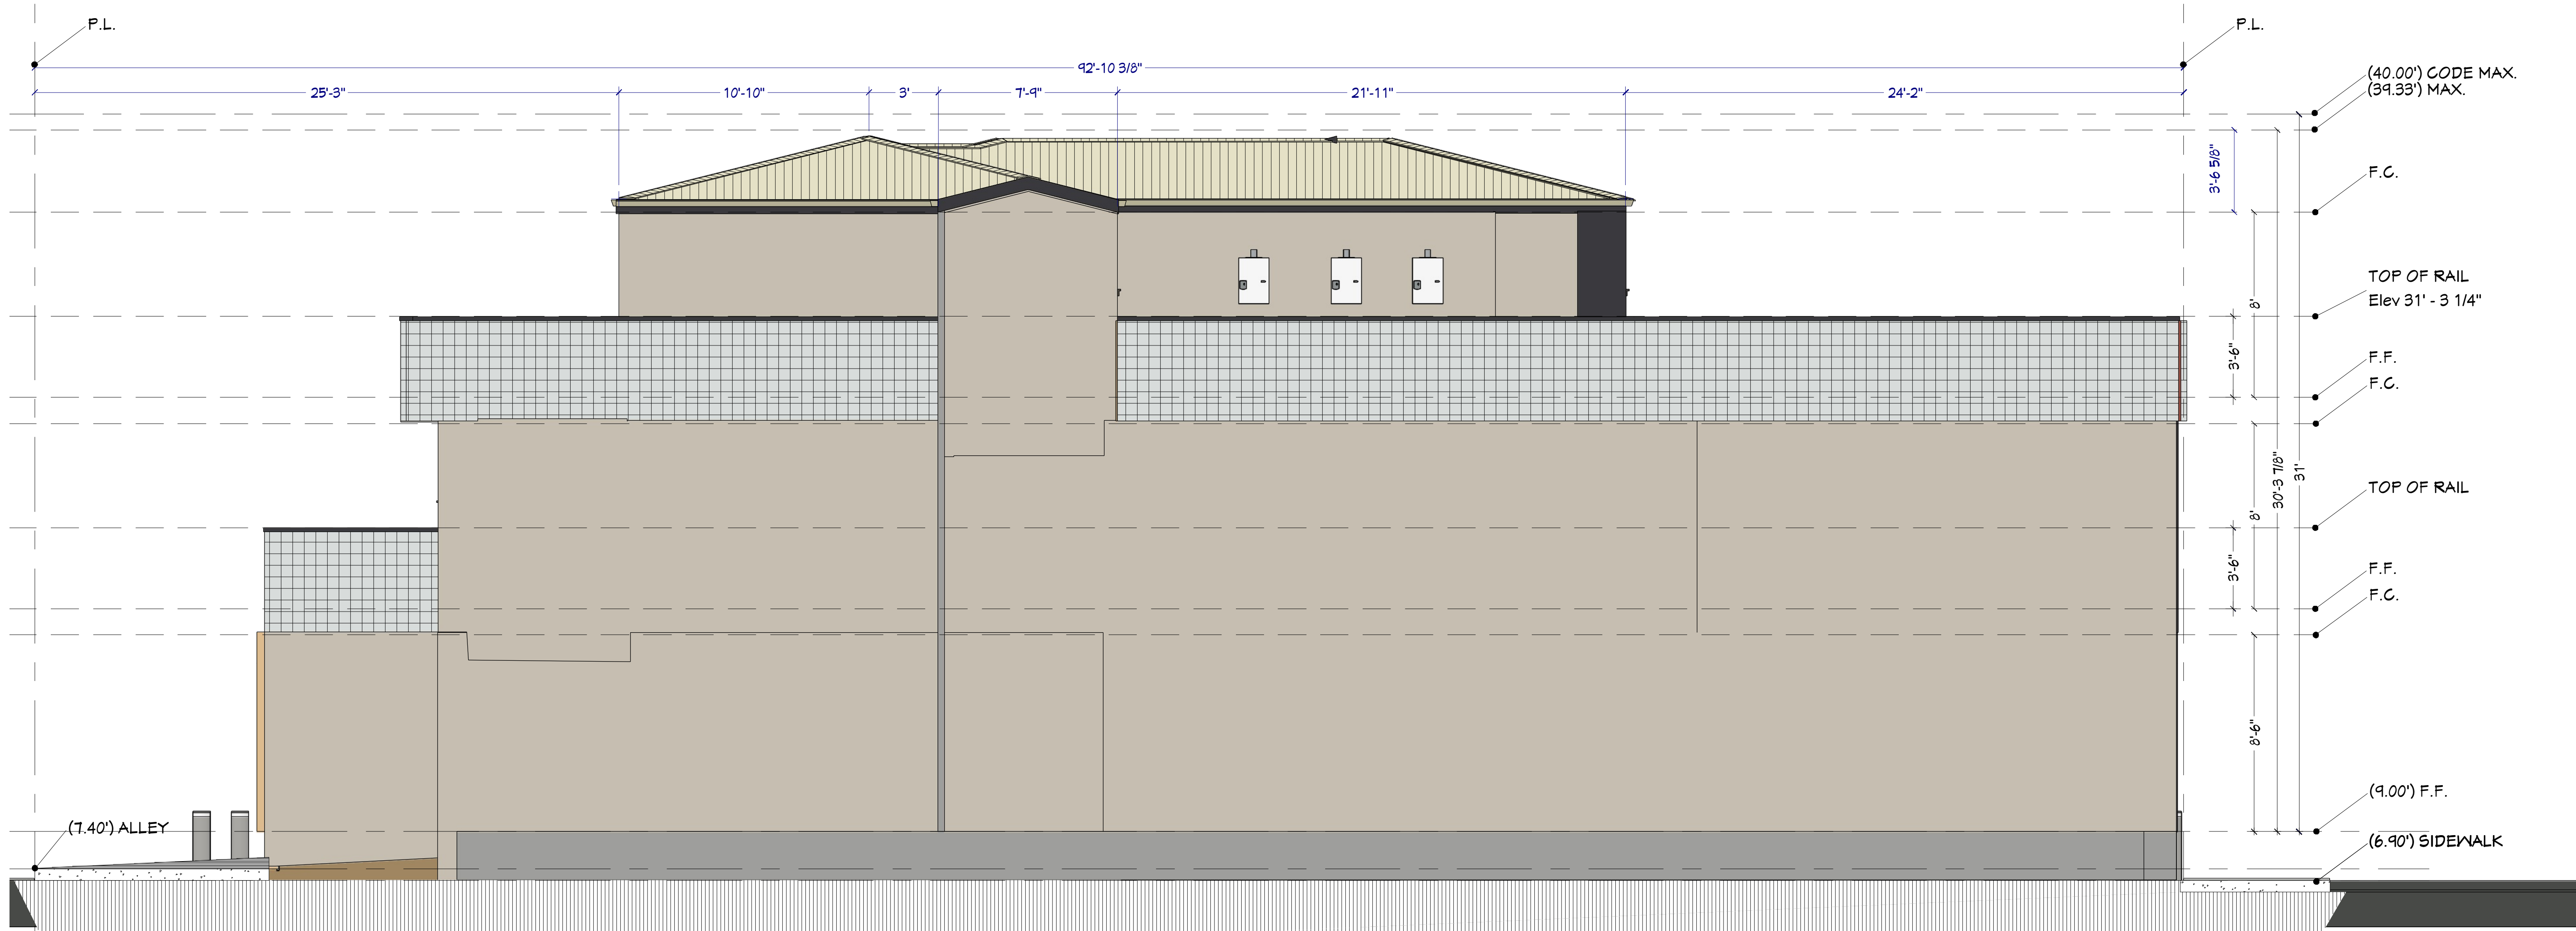 P.L.
P.L.
92'-10 3/8"
(40.00') CODE MAX.
(39.33') MAX.
25'-3"
10'-10"
3'
7'-9"
21'-11"
24'-2"
3'-6 5/8"
F.C.
TOP OF RAIL
Elev 31' - 3 1/4"
8'
3'-6"
F.F.
F.C.
30'-3 7/8"
31'
TOP OF RAIL
8'
3'-6"
F.F.
F.C.
8'-6"
(9.00') F.F.
(7.40') ALLEY
(6.90') SIDEWALK